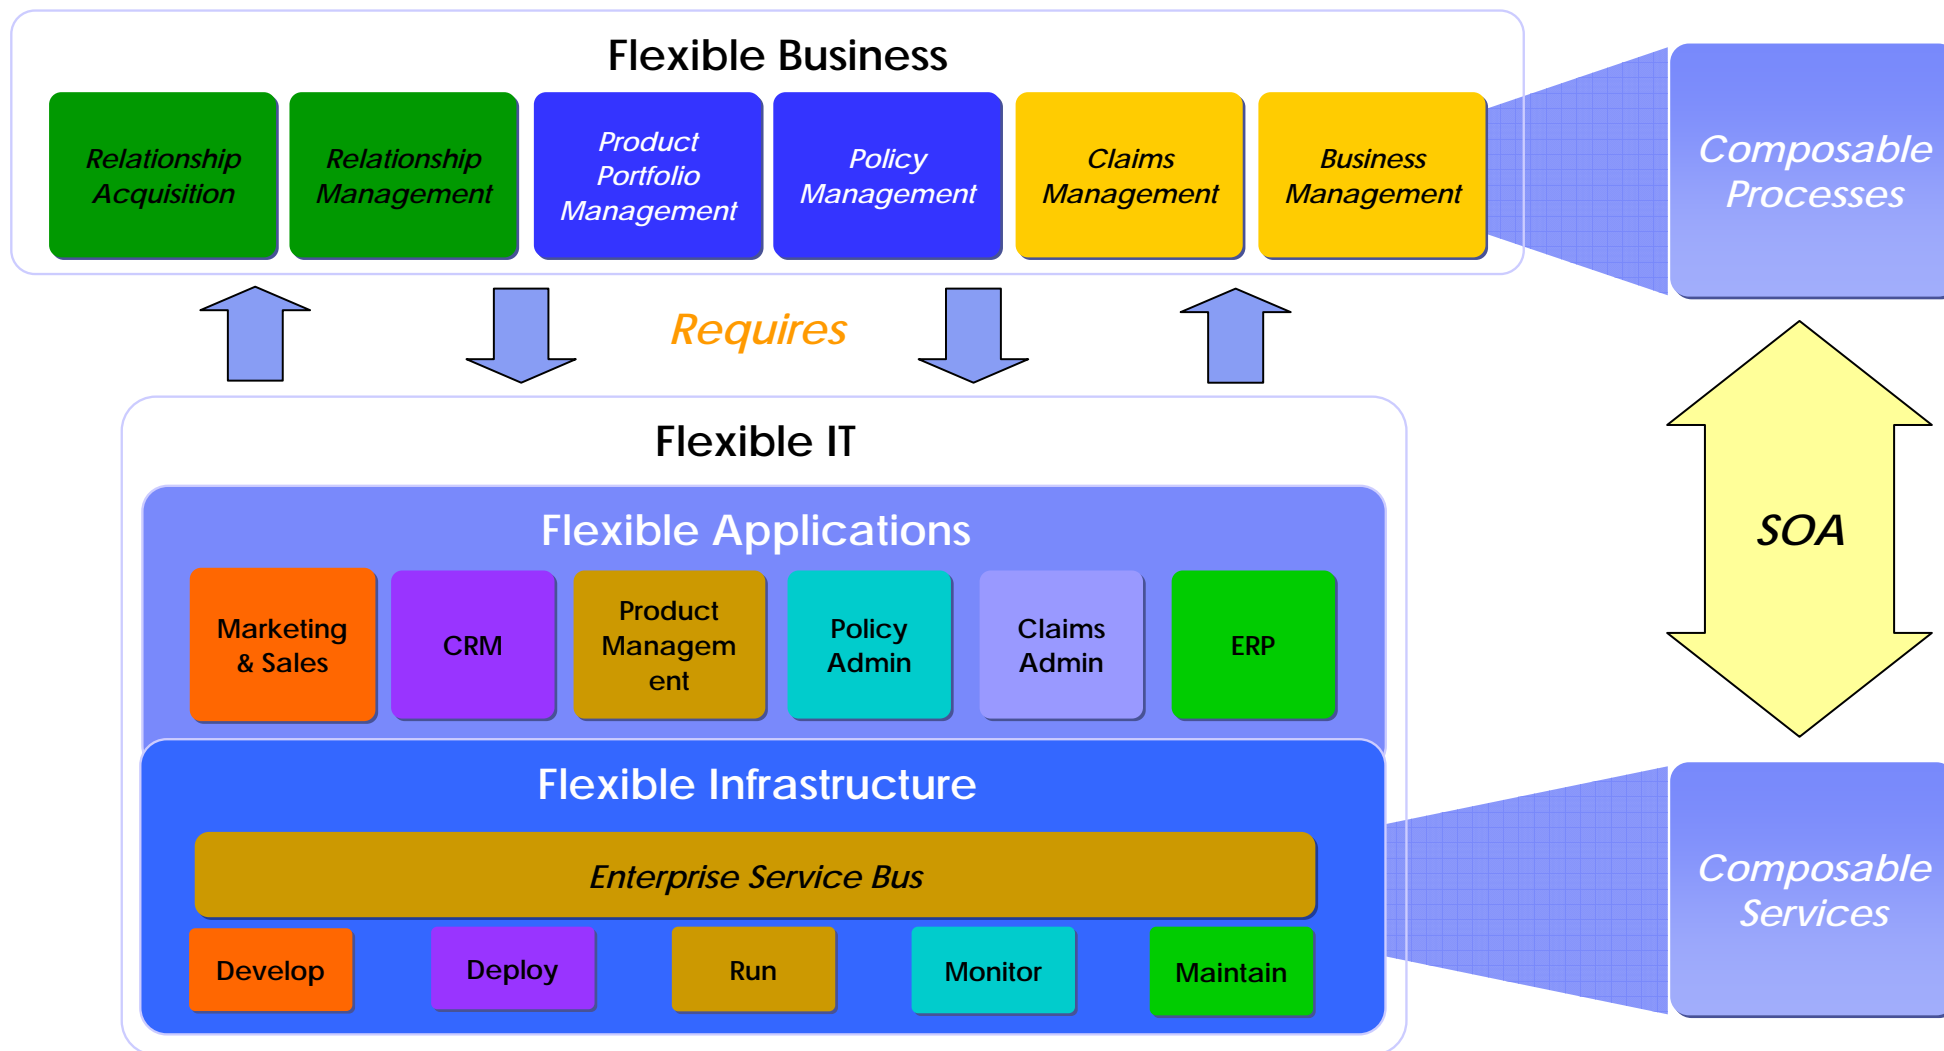 Flexible Business
Relationship
Acquisition
Relationship
Management
Product
Portfolio
Management
Policy
Management
Claims
Management
Business
Management
Composable
Processes
Requires
Flexible IT
SOA
Flexible Applications
Marketing
& Sales
CRM
Product
Managem
ent
Policy
Admin
Claims
Admin
ERP
Flexible Infrastructure
Enterprise Service Bus
Composable
Services
Develop
Deploy
Run
Monitor
Maintain